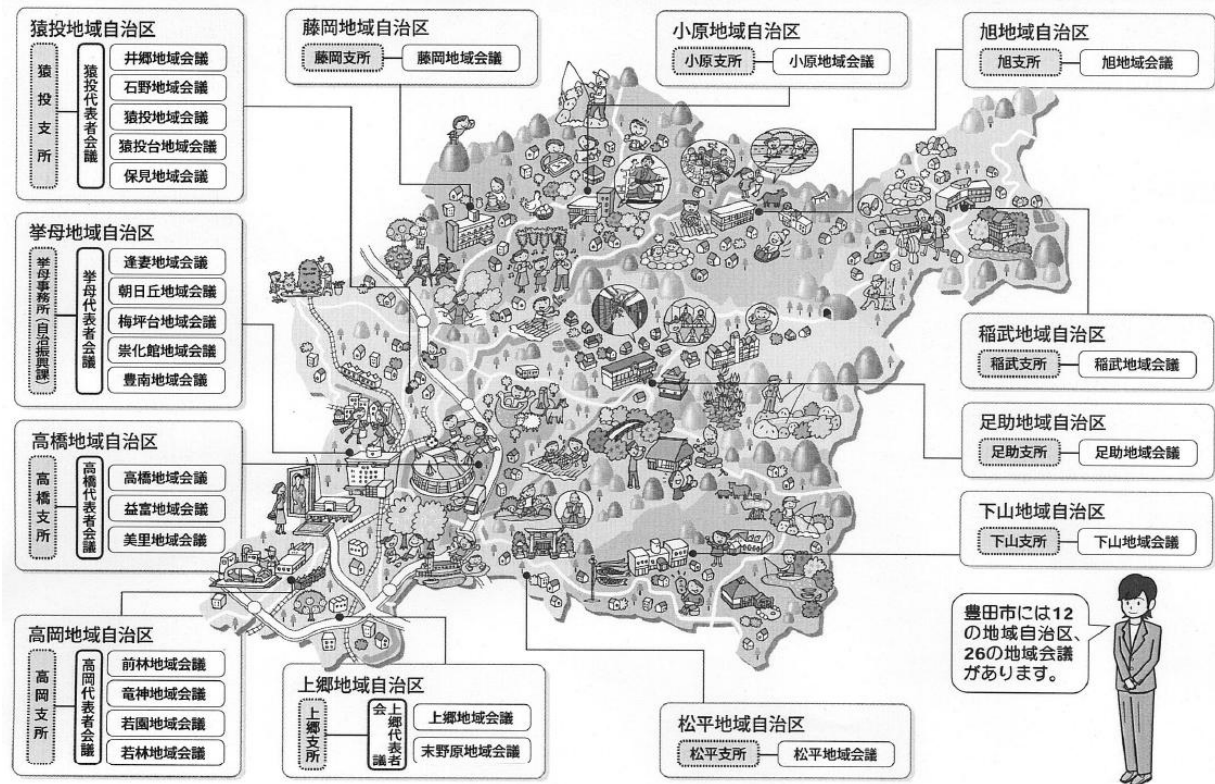 猿投地域自治区
猿投支所
猿投代表者会議
井郷地域会議
石野地域会議
猿投地域会議
猿投台地域会議
保見地域会議
藤岡地域自治区
藤岡支所
藤岡地域会議
小原地域自治区
小原支所
小原地域会議
旭地域自治区
旭支所
旭地域会議
挙母地域自治区
挙母事務所(自治振興課)
挙母代表者会議
逢妻地域会議
朝日丘地域会議
梅坪台地域会議
崇化館地域会議
豊南地域会議
稲武地域自治区
稲武支所
稲武地域会議
高橋地域自治区
高橋支所
高橋代表者会議
高橋地域会議
益富地域会議
美里地域会議
足助地域自治区
足助支所
足助地域会議
下山地域自治区
下山支所
下山地域会議
高岡地域自治区
高岡支所
高岡代表者会議
前林地域会議
竜神地域会議
若園地域会議
若林地域会議
上郷地域自治区
上郷支所
上郷代表者
会議
上郷地域会議
末野原地域会議
松平地域自治区
松平支所
松平地域会議
豊田市には12
の地域自治区、
26の地域会議
があります。